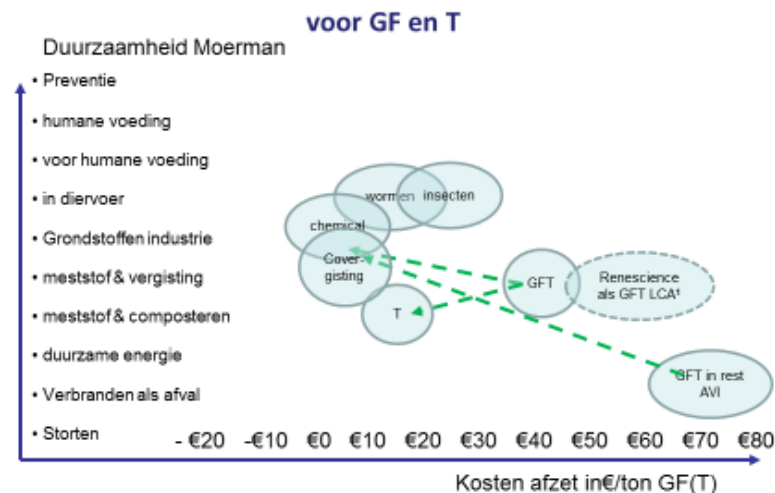 voor GF en T
Duurzaamheid Moerman
• Preventie
• humane voeding
• voor humane voeding
• in diervoer
• Grondstoffen industrie
• meststof & vergisting
• meststof & composteren
• duurzame energie
• Verbranden als afval
• Storten
wormen
insecten
chemical
Cover-
gisting
T
GFT
Renescience
als GFT LCA¹
GFT in rest
AVI
- €20 -€10 €0 €10 €20 €30 €40 €50 €60 €70 €80
Kosten afzet in€/ton GF(T)